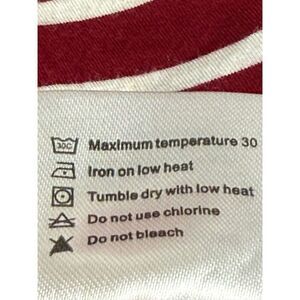 30C Maximum temperature 30
Iron on low heat
Tumble dry with low heat
Do not use chlorine
Do not bleach